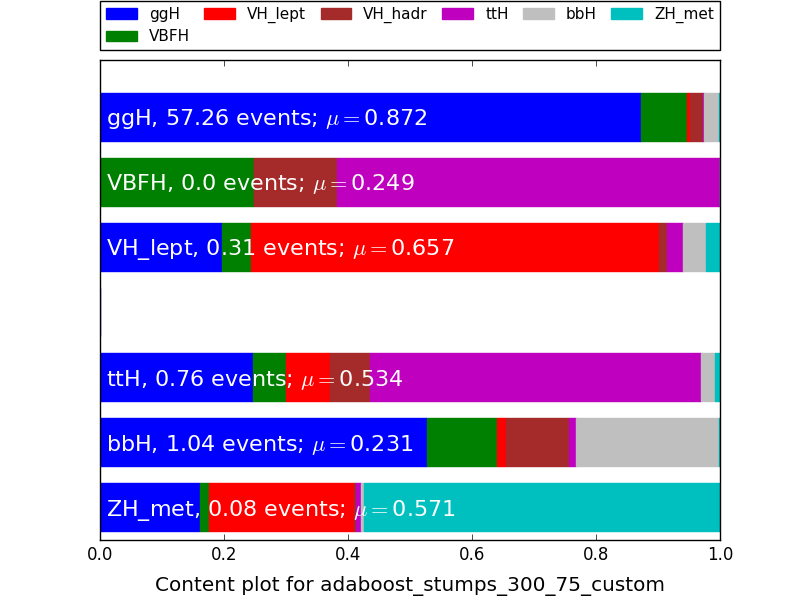 ggH VH_lept VH_hadr ttH bbH ZH_met
VBFH
ggH, 57.26 events; μ = 0.872
VBFH, 0.0 events; μ = 0.249
VH_lept, 0.31 events; μ = 0.657
ttH, 0.76 events; μ = 0.534
bbH, 1.04 events; μ = 0.231
ZH_met, 0.08 events; μ = 0.571
0.0 0.2 0.4 0.6 0.8 1.0
Content plot for adaboost_stumps_300_75_custom